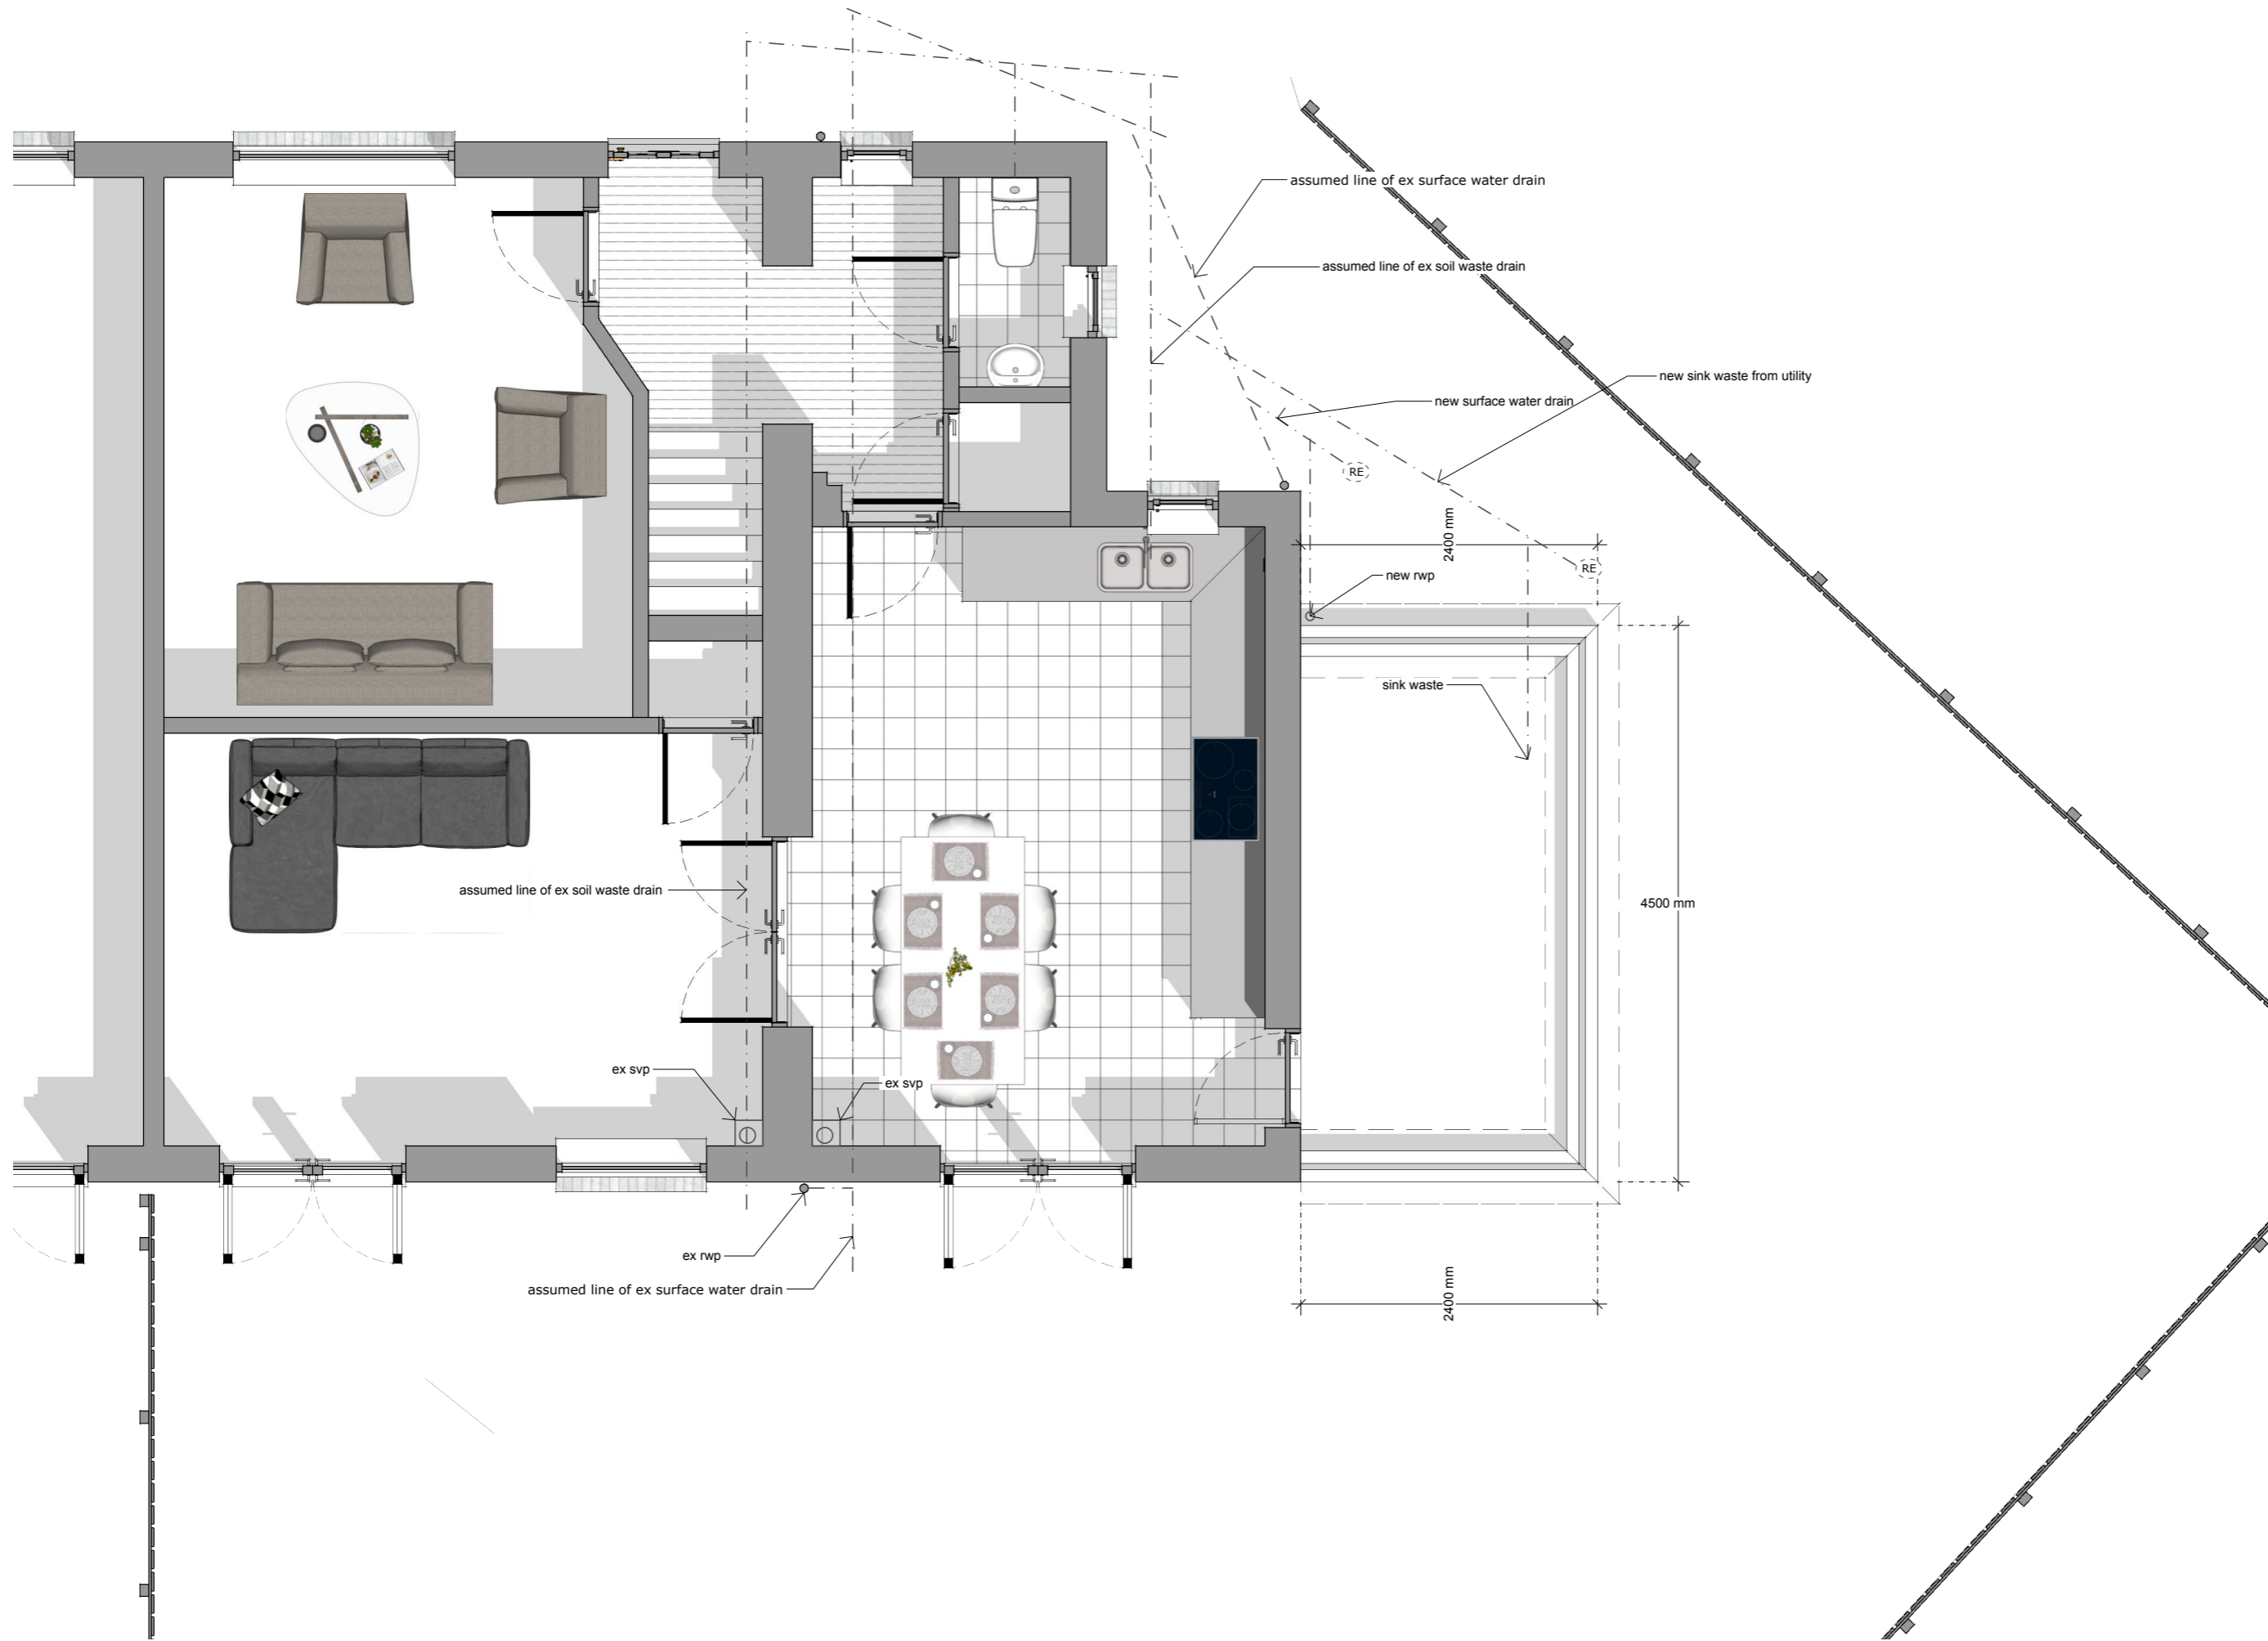 assumed line of ex surface water drain
assumed line of ex soil waste drain
new sink waste from utility
new surface water drain
RE
2400 mm
RE
new rwp
sink waste
assumed line of ex soil waste drain
4500 mm
ex svp
ex svp
ex rwp
assumed line of ex surface water drain
2400 mm